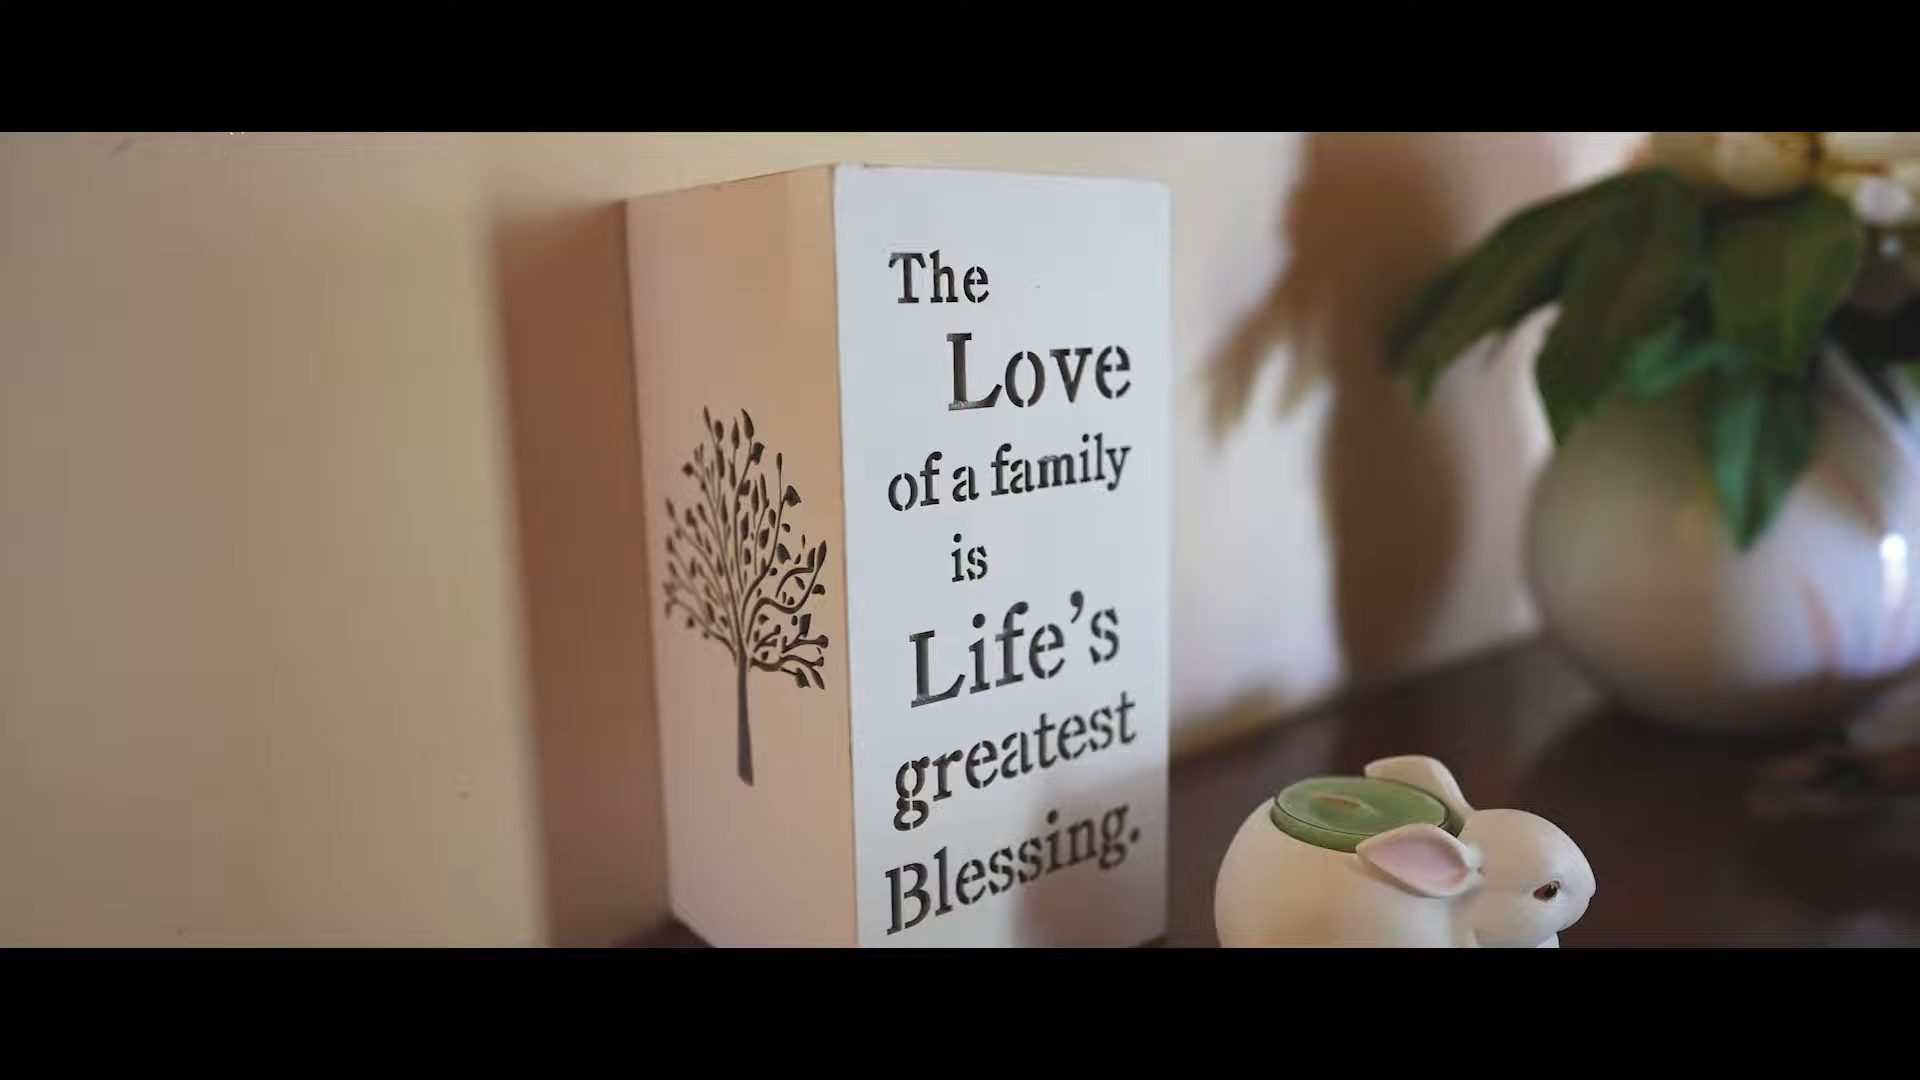 The
Love
of a family
is
Life's
greatest
Blessing.